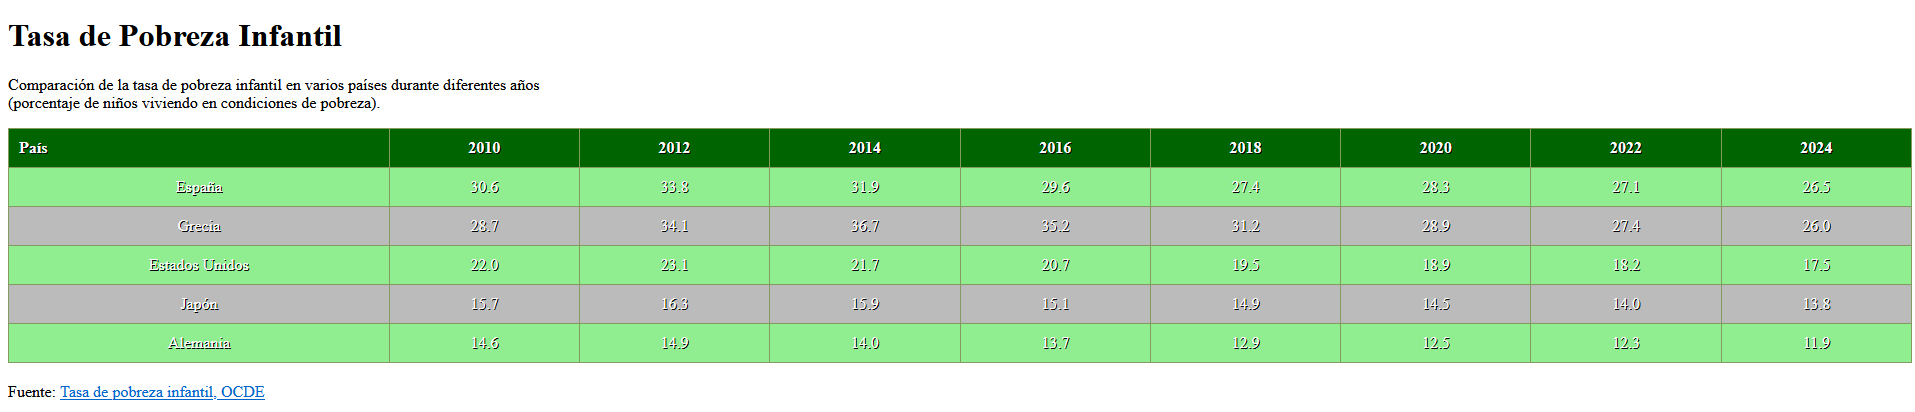 Tasa de Pobreza Infantil
Comparación de la tasa de pobreza infantil en varios países durante diferentes años
(porcentaje de niños viviendo en condiciones de pobreza).
País 2010 2012 2014 2016 2018 2020 2022 2024
España 30.6 33.8 31.9 29.6 27.4 28.3 27.1 26.5
Grecia 28.7 34.1 36.7 35.2 31.2 28.9 27.4 26.0
Estados Unidos 22.0 23.1 21.7 20.7 19.5 18.9 18.2 17.5
Japón 15.7 16.3 15.9 15.1 14.9 14.5 14.0 13.8
Alemania 14.6 14.9 14.0 13.7 12.9 12.5 12.3 11.9
Fuente: Tasa de pobreza infantil, OCDE